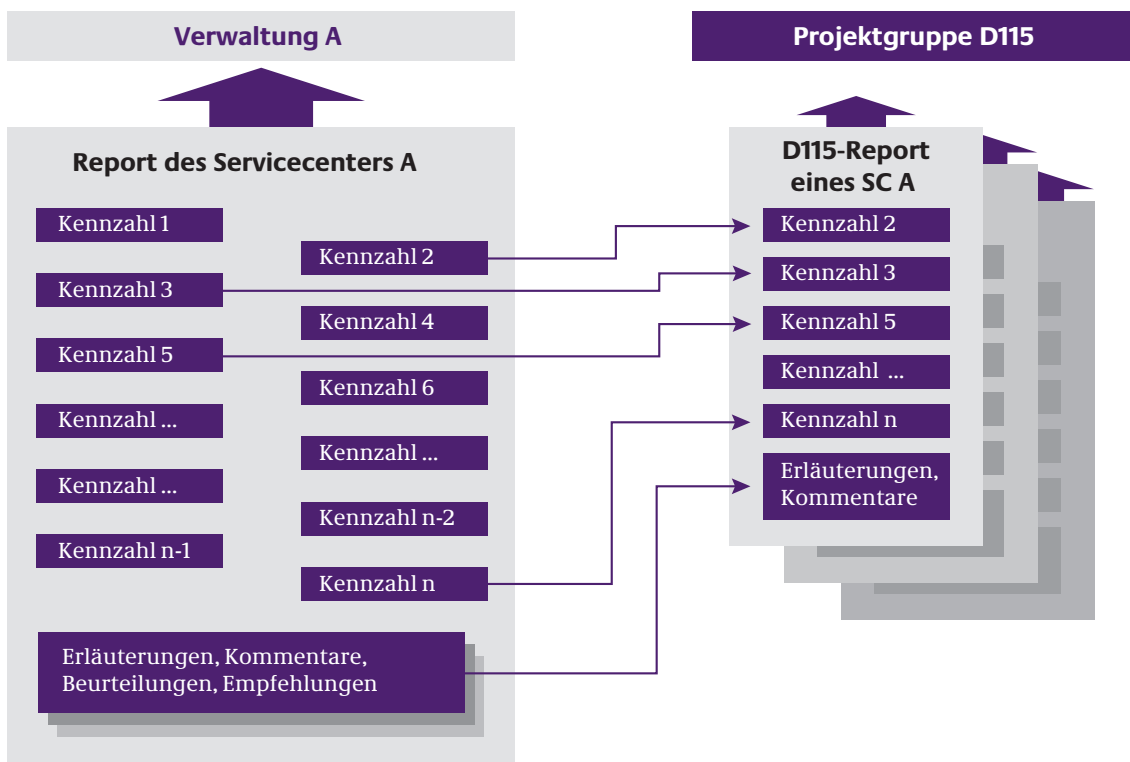 Verwaltung A
Projektgruppe D115
Report des Servicecenters A
Kennzahl 1
Kennzahl 2
Kennzahl 3
Kennzahl 4
Kennzahl 5
Kennzahl 6
Kennzahl ...
Kennzahl ...
Kennzahl ...
Kennzahl n-2
Kennzahl n-1
Kennzahl n
Erläuterungen, Kommentare,
Beurteilungen, Empfehlungen
D115-Report
eines SC A
Kennzahl 2
Kennzahl 3
Kennzahl 5
Kennzahl ...
Kennzahl n
Erläuterungen,
Kommentare